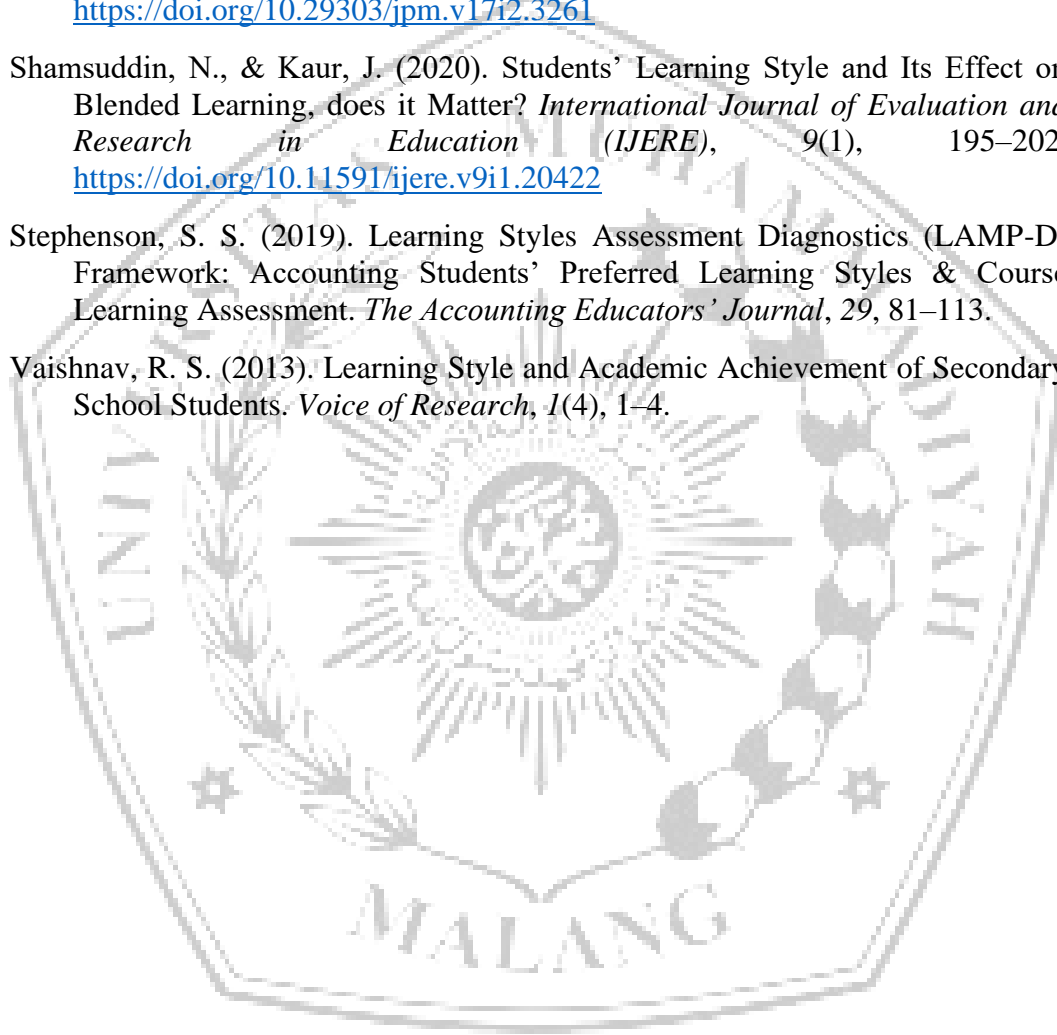 https://doi.org/10.29303/jpm.v17i2.3261
Shamsuddin, N., & Kaur, J. (2020). Students’ Learning Style and Its Effect on
Blended Learning, does it Matter? International Journal of Evaluation and
Research in Education (IJERE), 9(1), 195–202
https://doi.org/10.11591/ijere.v9i1.20422
Stephenson, S. S. (2019). Learning Styles Assessment Diagnostics (LAMP-D)
Framework: Accounting Students’ Preferred Learning Styles & Course
Learning Assessment. The Accounting Educators’ Journal, 29, 81–113.
Vaishnav, R. S. (2013). Learning Style and Academic Achievement of Secondary
School Students. Voice of Research, 1(4), 1–4.
UNIVERSITAS MUHAMMADIYAH
MALANG